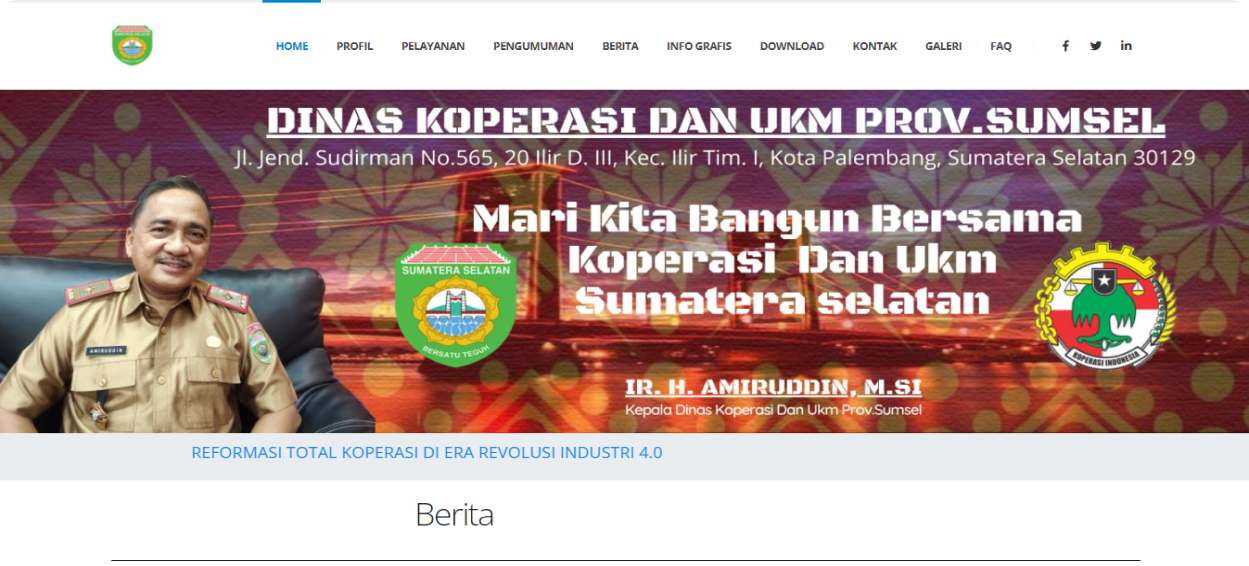 HOME PROFIL PELAYANAN PENGUMUMAN BERITA INFO GRAFIS DOWNLOAD KONTAK GALERI FAQ
DINAS KOPERASI DAN UKM PROV.SUMSEL
Jl. Jend. Sudirman No.565, 20 Ilir D. III, Kec. Ilir Tim. I, Kota Palembang, Sumatera Selatan 30129
Mari Kita Bangun Bersama
Koperasi Dan Ukm
Sumatera selatan
SUMATERA SELATAN
BERSATU TEGUH
KOPERASI INDONESIA
AMIRUDDIN
IR. H. AMIRUDDIN, M.SI
Kepala Dinas Koperasi Dan Ukm Prov.Sumsel
REFORMASI TOTAL KOPERASI DI ERA REVOLUSI INDUSTRI 4.0
Berita